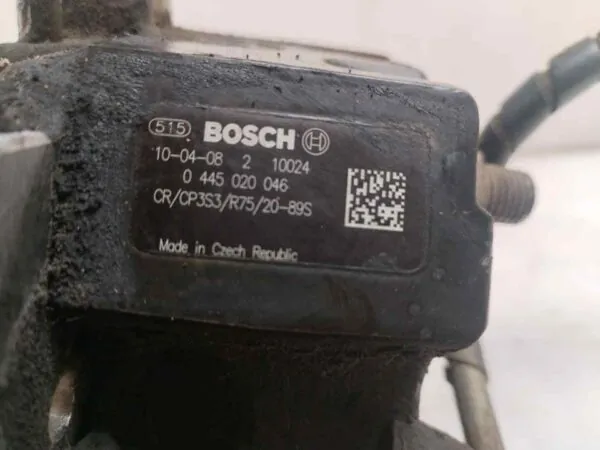 515 BOSCH
10-04-08 2 10024
0 445 020 046
CR/CP3S3/R75/20-89S
Made in Czech Republic